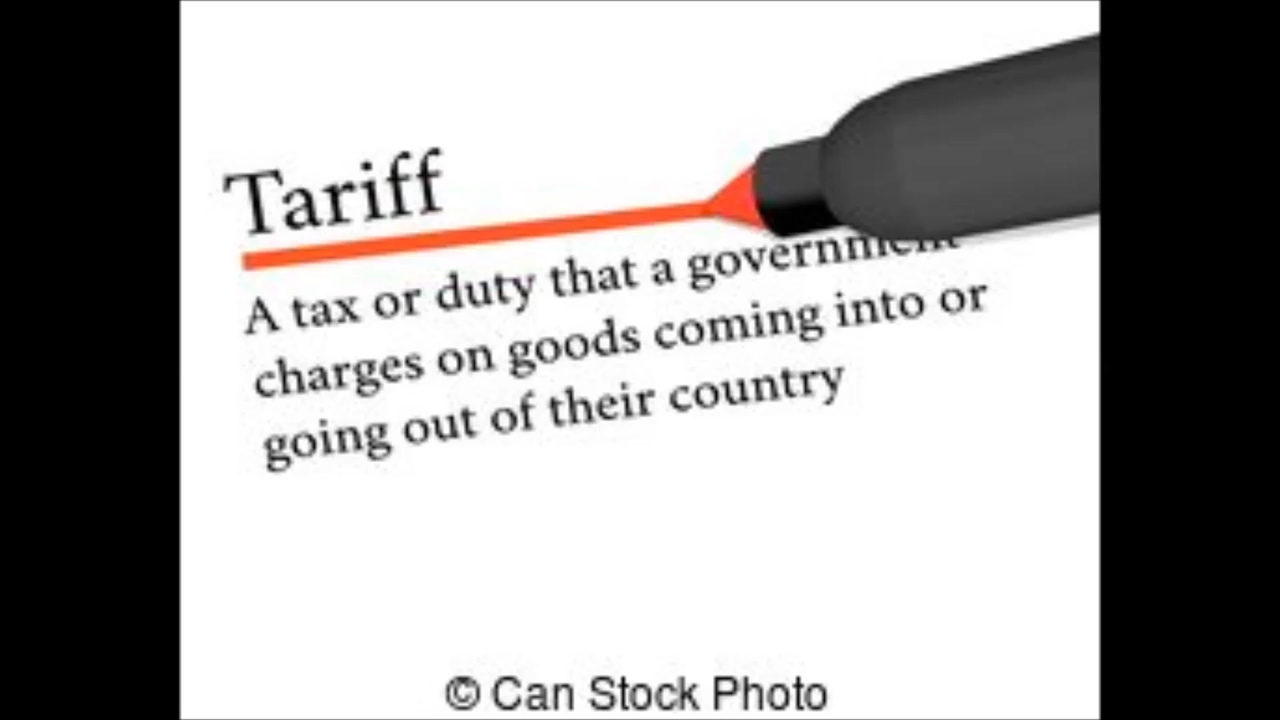 Tariff
A tax or duty that a government
charges on goods coming into or
going out of their country
© Can Stock Photo